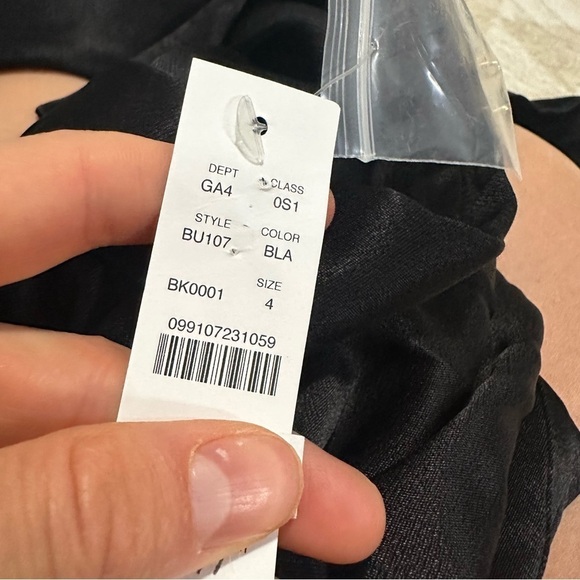 DEPT CLASS
GA4 0S1
STYLE COLOR
BU107 BLA
BK0001 SIZE
4
099107231059